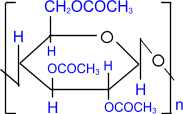 CH₂OCOCH₃
H O
H
OCOCH₃ H O
H H
H OCOCH₃
n